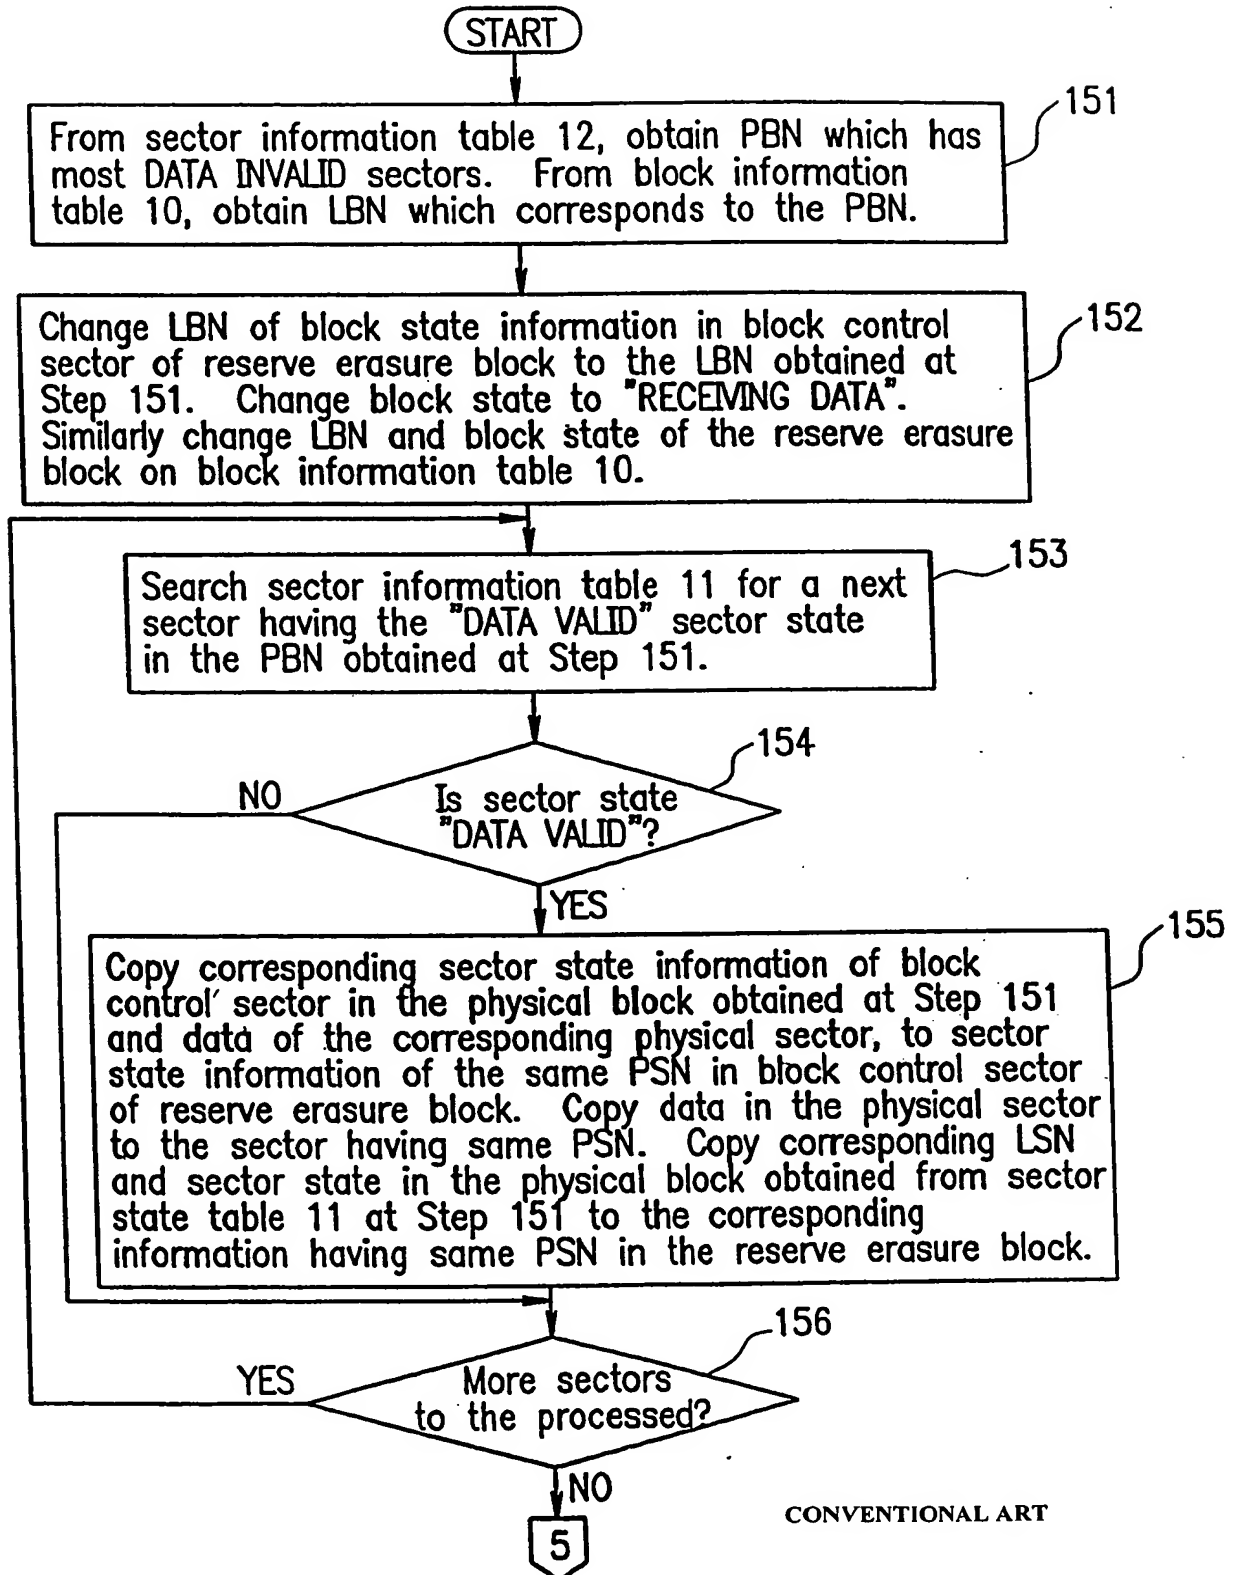 START
151
From sector information table 12, obtain PBN which has
most DATA INVALID sectors. From block information
table 10, obtain LBN which corresponds to the PBN.
152
Change LBN of block state information in block control
sector of reserve erasure block to the LBN obtained at
Step 151. Change block state to "RECEIVING DATA".
Similarly change LBN and block state of the reserve erasure
block on block information table 10.
153
Search sector information table 11 for a next
sector having the "DATA VALID" sector state
in the PBN obtained at Step 151.
154
NO
Is sector state
"DATA VALID"?
YES
155
Copy corresponding sector state information of block
control sector in the physical block obtained at Step 151
and data of the corresponding physical sector, to sector
state information of the same PSN in block control sector
of reserve erasure block. Copy data in the physical sector
to the sector having same PSN. Copy corresponding LSN
and sector state in the physical block obtained from sector
state table 11 at Step 151 to the corresponding
information having same PSN in the reserve erasure block.
156
YES
More sectors
to the processed?
NO
5
CONVENTIONAL ART